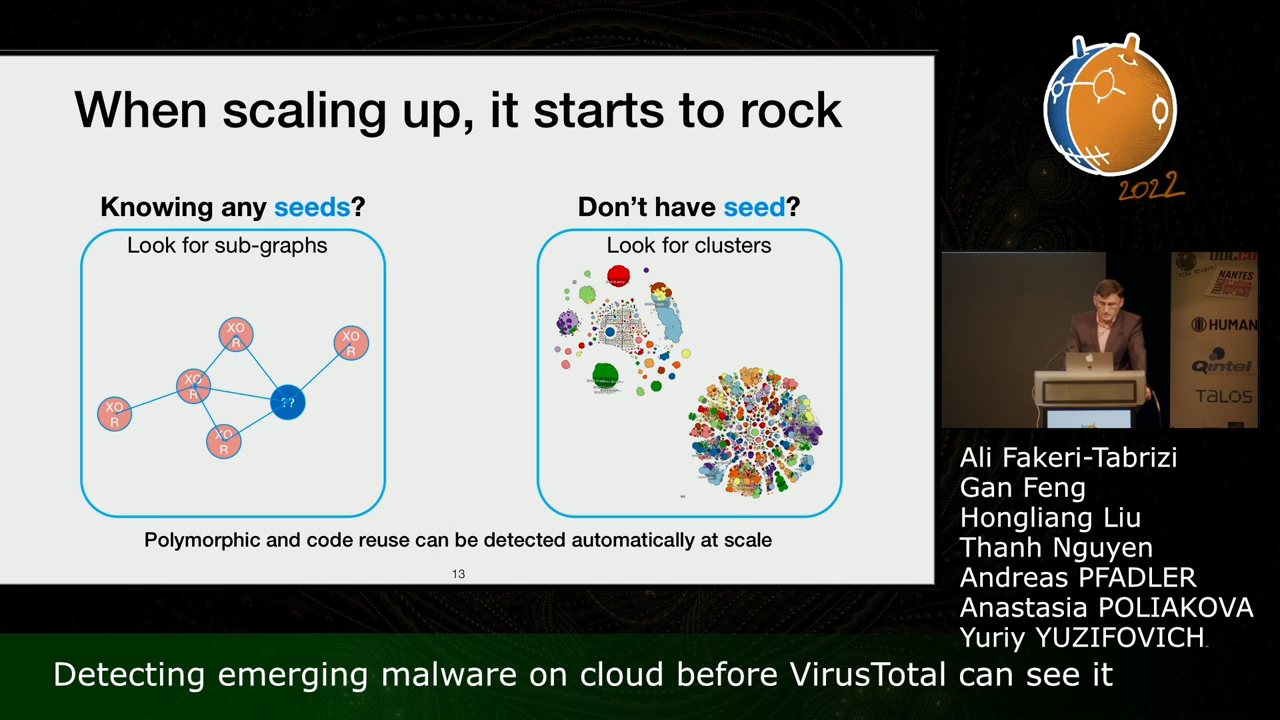 When scaling up, it starts to rock
Knowing any seeds?
Look for sub-graphs
XO
R
XO
R
XO
R
??
XO
R
XO
R
Don't have seed?
Look for clusters
Polymorphic and code reuse can be detected automatically at scale
13
2022
NANTES
HUMAN
Qintel
TALOS
Ali Fakeri-Tabrizi
Gan Feng
Hongliang Liu
Thanh Nguyen
Andreas PFADLER
Anastasia POLIAKOVA
Yuriy YUZIFOVICH
Detecting emerging malware on cloud before VirusTotal can see it